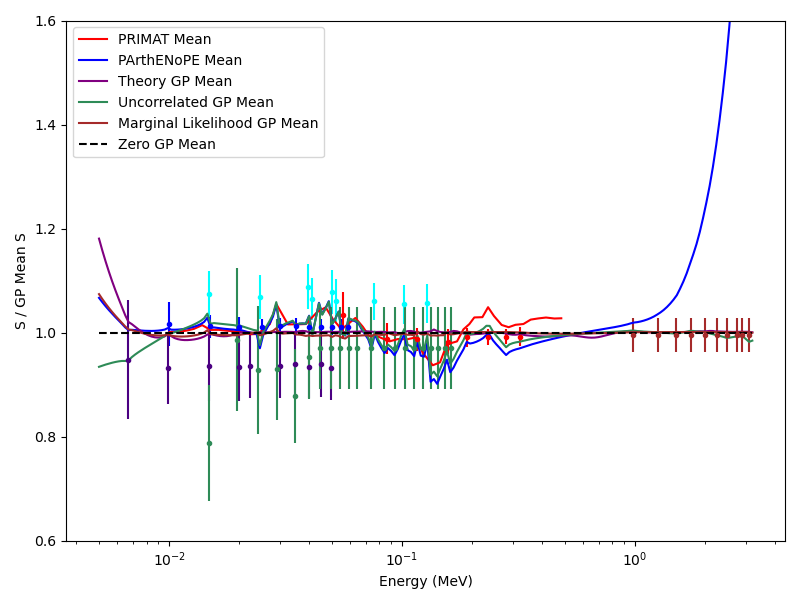 1.6
1.4
1.2
1.0
0.8
0.6
S / GP Mean S
PRIMAT Mean
PArthENoPE Mean
Theory GP Mean
Uncorrelated GP Mean
Marginal Likelihood GP Mean
Zero GP Mean
10⁻² 10⁻¹ 10⁰
Energy (MeV)